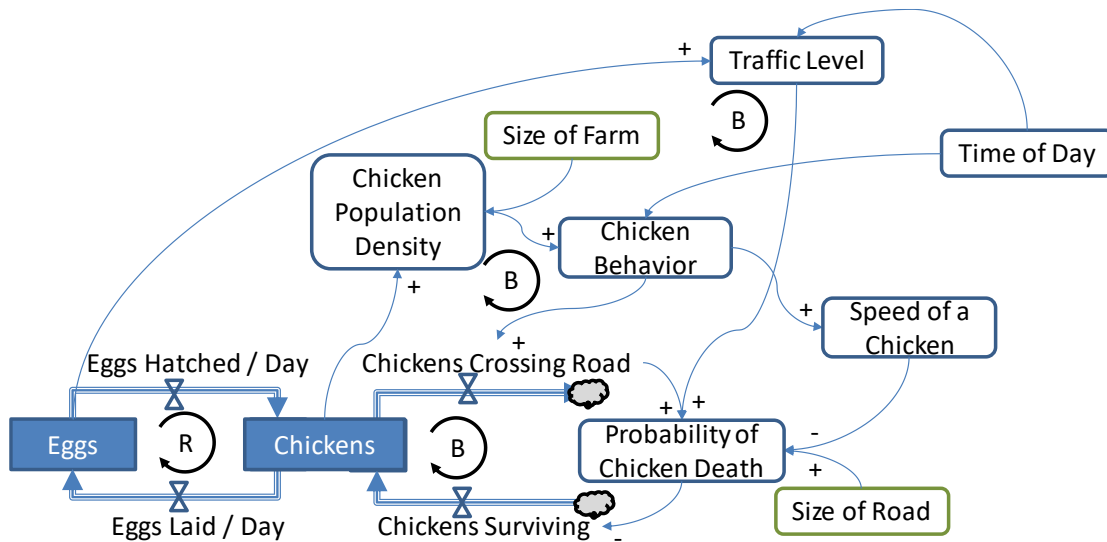 +
Traffic Level
B
Size of Farm
Time of Day
Chicken
Population
Density
+
Chicken
Behavior
B
+
+
Speed of a
Chicken
+
Eggs Hatched / Day
Chickens Crossing Road
Eggs
R
Chickens
B
+
+
Probability of
Chicken Death
-
+
Size of Road
Eggs Laid / Day
Chickens Surviving
-